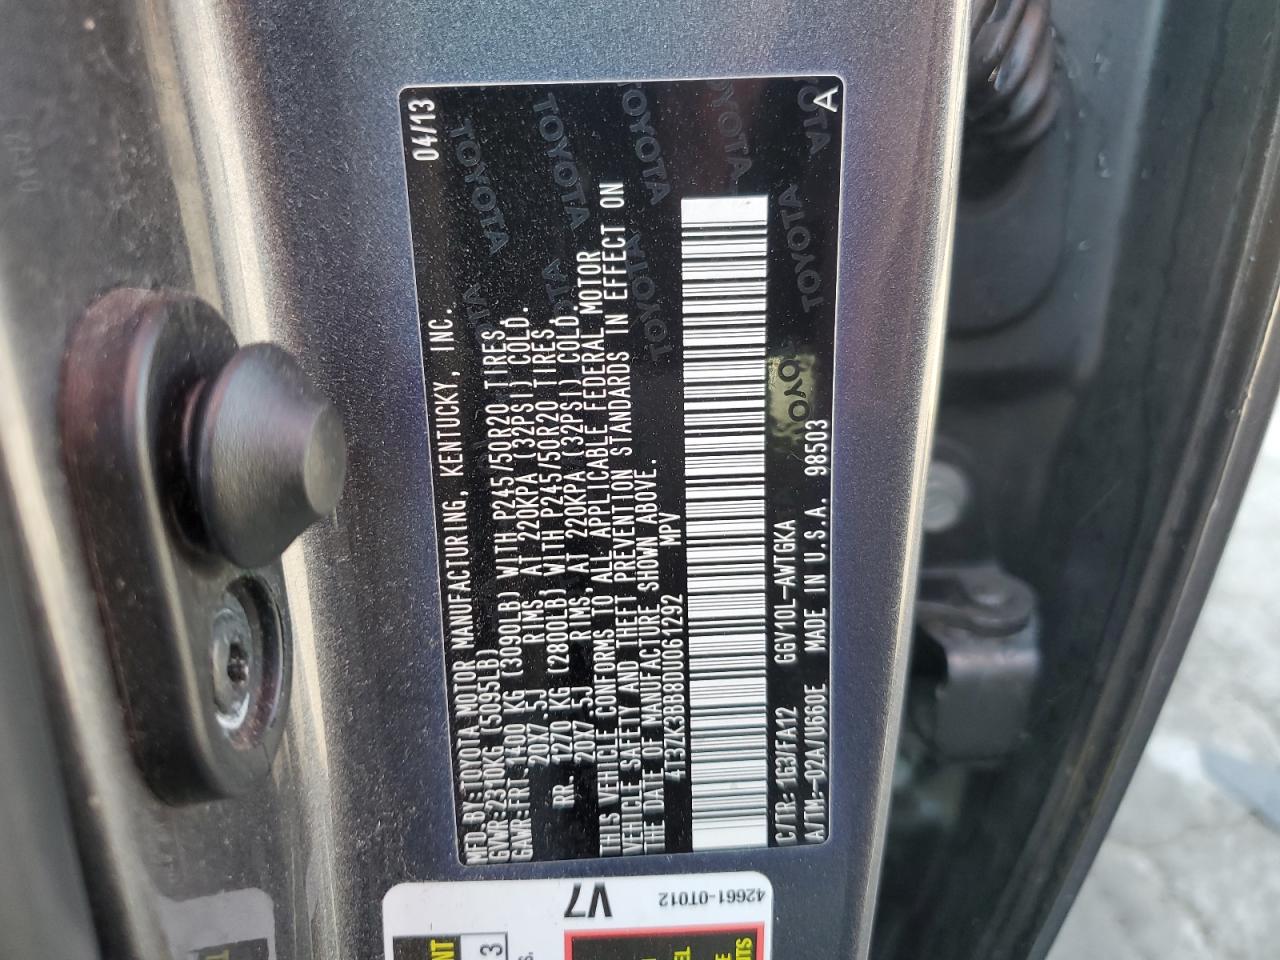 04/13
MFD.BY:TOYOTA MOTOR MANUFACTURING, KENTUCKY, INC.
GVWR:2310KG (5095LB)
GAWR:FRT. 1400 KG (3090LB) WITH P245/50R20 TIRES,
20X7.5J RIMS, AT 220KPA (32PSI) COLD.
RR. 1270 KG (2800LB) WITH P245/50R20 TIRES,
20X7.5J RIMS, AT 220KPA (32PSI) COLD.
THIS VEHICLE CONFORMS TO ALL APPLICABLE FEDERAL MOTOR
VEHICLE SAFETY AND THEFT PREVENTION STANDARDS IN EFFECT ON
THE DATE OF MANUFACTURE SHOWN ABOVE.
4T3ZK3BB8DU061292 MPV
C/TR: 1G3/FA12 GGV10L-AWTGKA
A/TM:-02A/U660E MADE IN U.S.A. 98503
A
TOYOTA
TOYOTA
TOYOTA
TOYOTA
TOYOTA
TOYOTA
TOYOTA
V7
42661-0T012